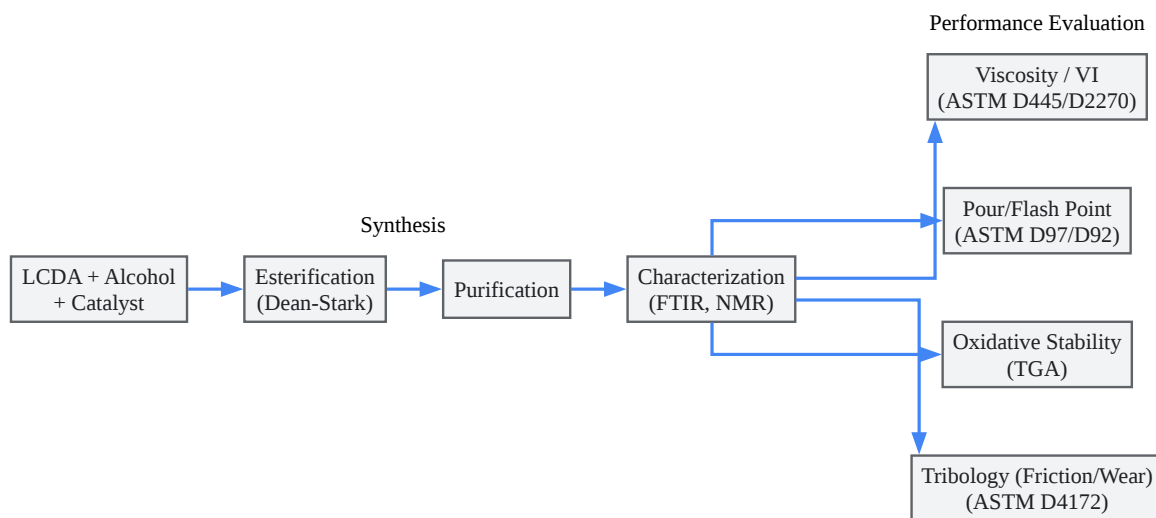 Performance Evaluation
Viscosity / VI
(ASTM D445/D2270)
Pour/Flash Point
(ASTM D97/D92)
Synthesis
LCDA + Alcohol
+ Catalyst
Esterification
(Dean-Stark)
Purification
Characterization
(FTIR, NMR)
Oxidative Stability
(TGA)
Tribology (Friction/Wear)
(ASTM D4172)